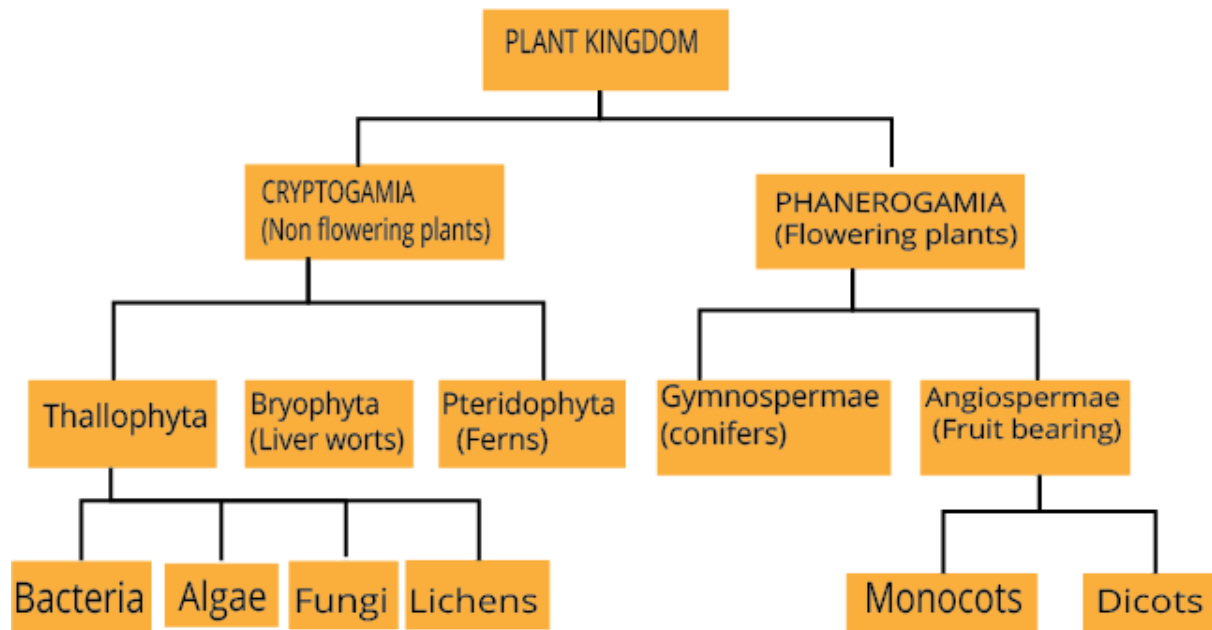 PLANT KINGDOM
CRYPTOGAMIA
(Non flowering plants)
PHANEROGAMIA
(Flowering plants)
Thallophyta
Bryophyta
(Liver worts)
Pteridophyta
(Ferns)
Gymnospermae
(conifers)
Angiospermae
(Fruit bearing)
Bacteria
Algae
Fungi
Lichens
Monocots
Dicots